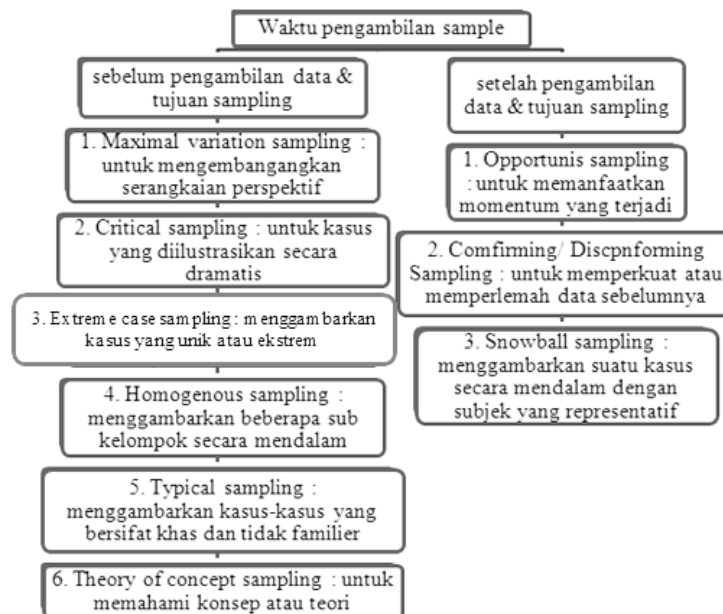 Waktu pengambilan sample
sebelum pengambilan data &
tujuan sampling
1. Maximal variation sampling :
untuk mengembangangkan
serangkaian perspektif
2. Critical sampling : untuk kasus
yang diilustrasikan secara
dramatis
3. Extreme case sampling : menggambarkan
kasus yang unik atau ekstrem
4. Homogenous sampling :
menggambarkan beberapa sub
kelompok secara mendalam
5. Typical sampling :
menggambarkan kasus-kasus yang
bersifat khas dan tidak familier
6. Theory of concept sampling : untuk
memahami konsep atau teori
setelah pengambilan
data & tujuan sampling
1. Opportunis sampling
: untuk memanfaatkan
momentum yang terjadi
2. Comfirming/ Discpnforming
Sampling : untuk memperkuat atau
memperlemah data sebelumnya
3. Snowball sampling :
menggambarkan suatu kasus
secara mendalam dengan
subjek yang representatif